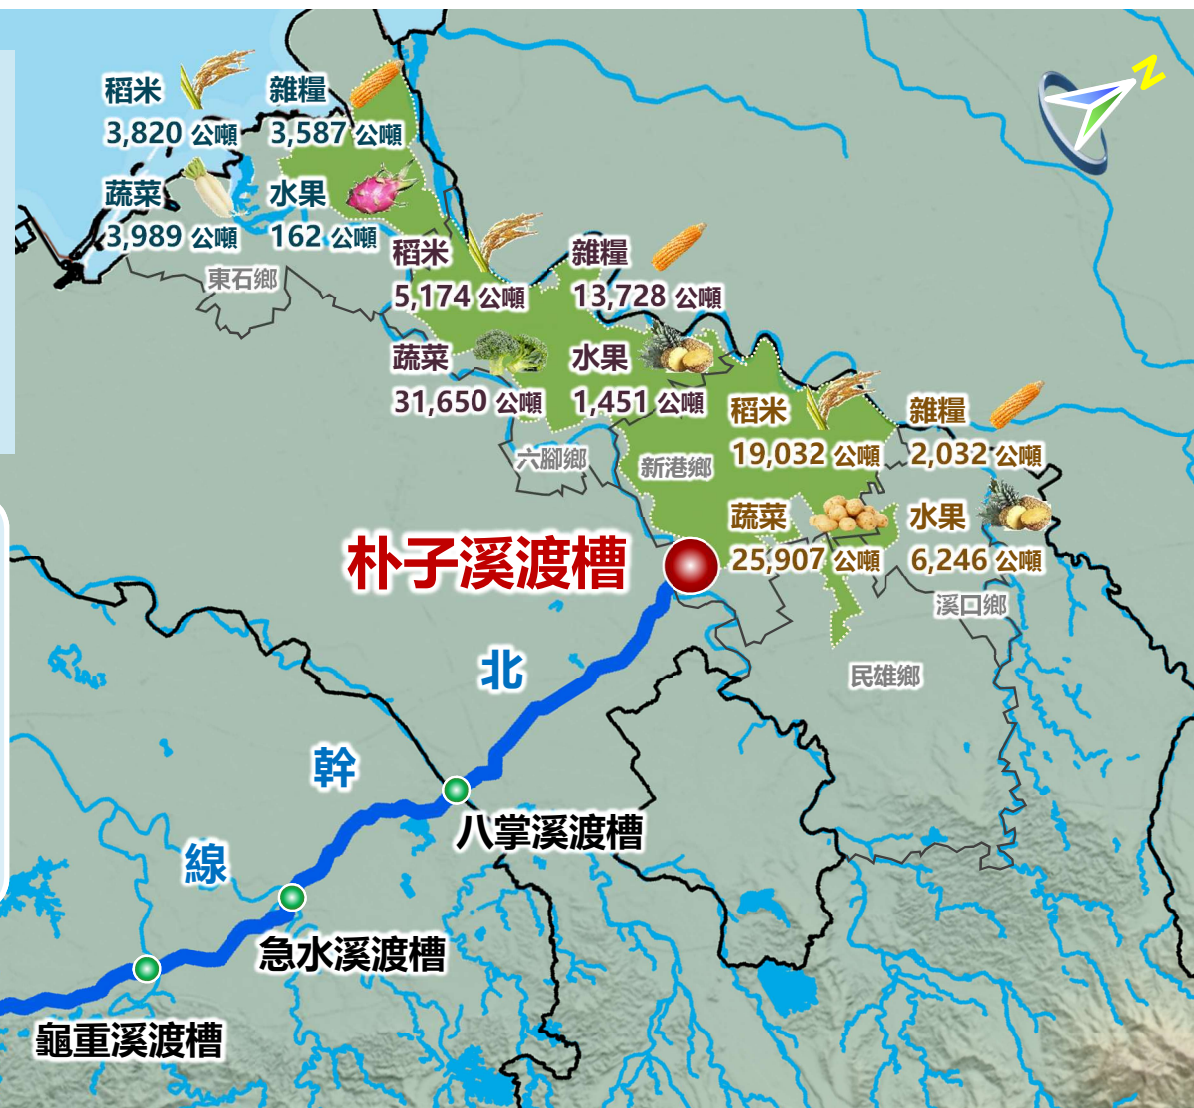 N
稻米 雜糧
3,820 公噸 3,587 公噸
蔬菜 水果
3,989 公噸 162 公噸
東石鄉
稻米 雜糧
5,174 公噸 13,728 公噸
蔬菜 水果
31,650 公噸 1,451 公噸
六腳鄉
稻米 雜糧
19,032 公噸 2,032 公噸
新港鄉
蔬菜 水果
25,907 公噸 6,246 公噸
朴子溪渡槽
溪口鄉
民雄鄉
北
幹
線
八掌溪渡槽
急水溪渡槽
龜重溪渡槽